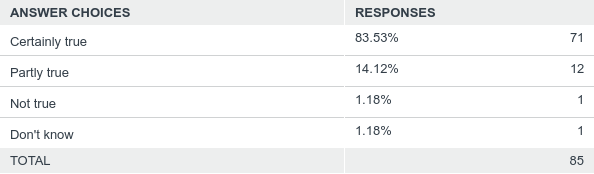 ANSWER CHOICES RESPONSES
Certainly true 83.53% 71
Partly true 14.12% 12
Not true 1.18% 1
Don't know 1.18% 1
TOTAL 85